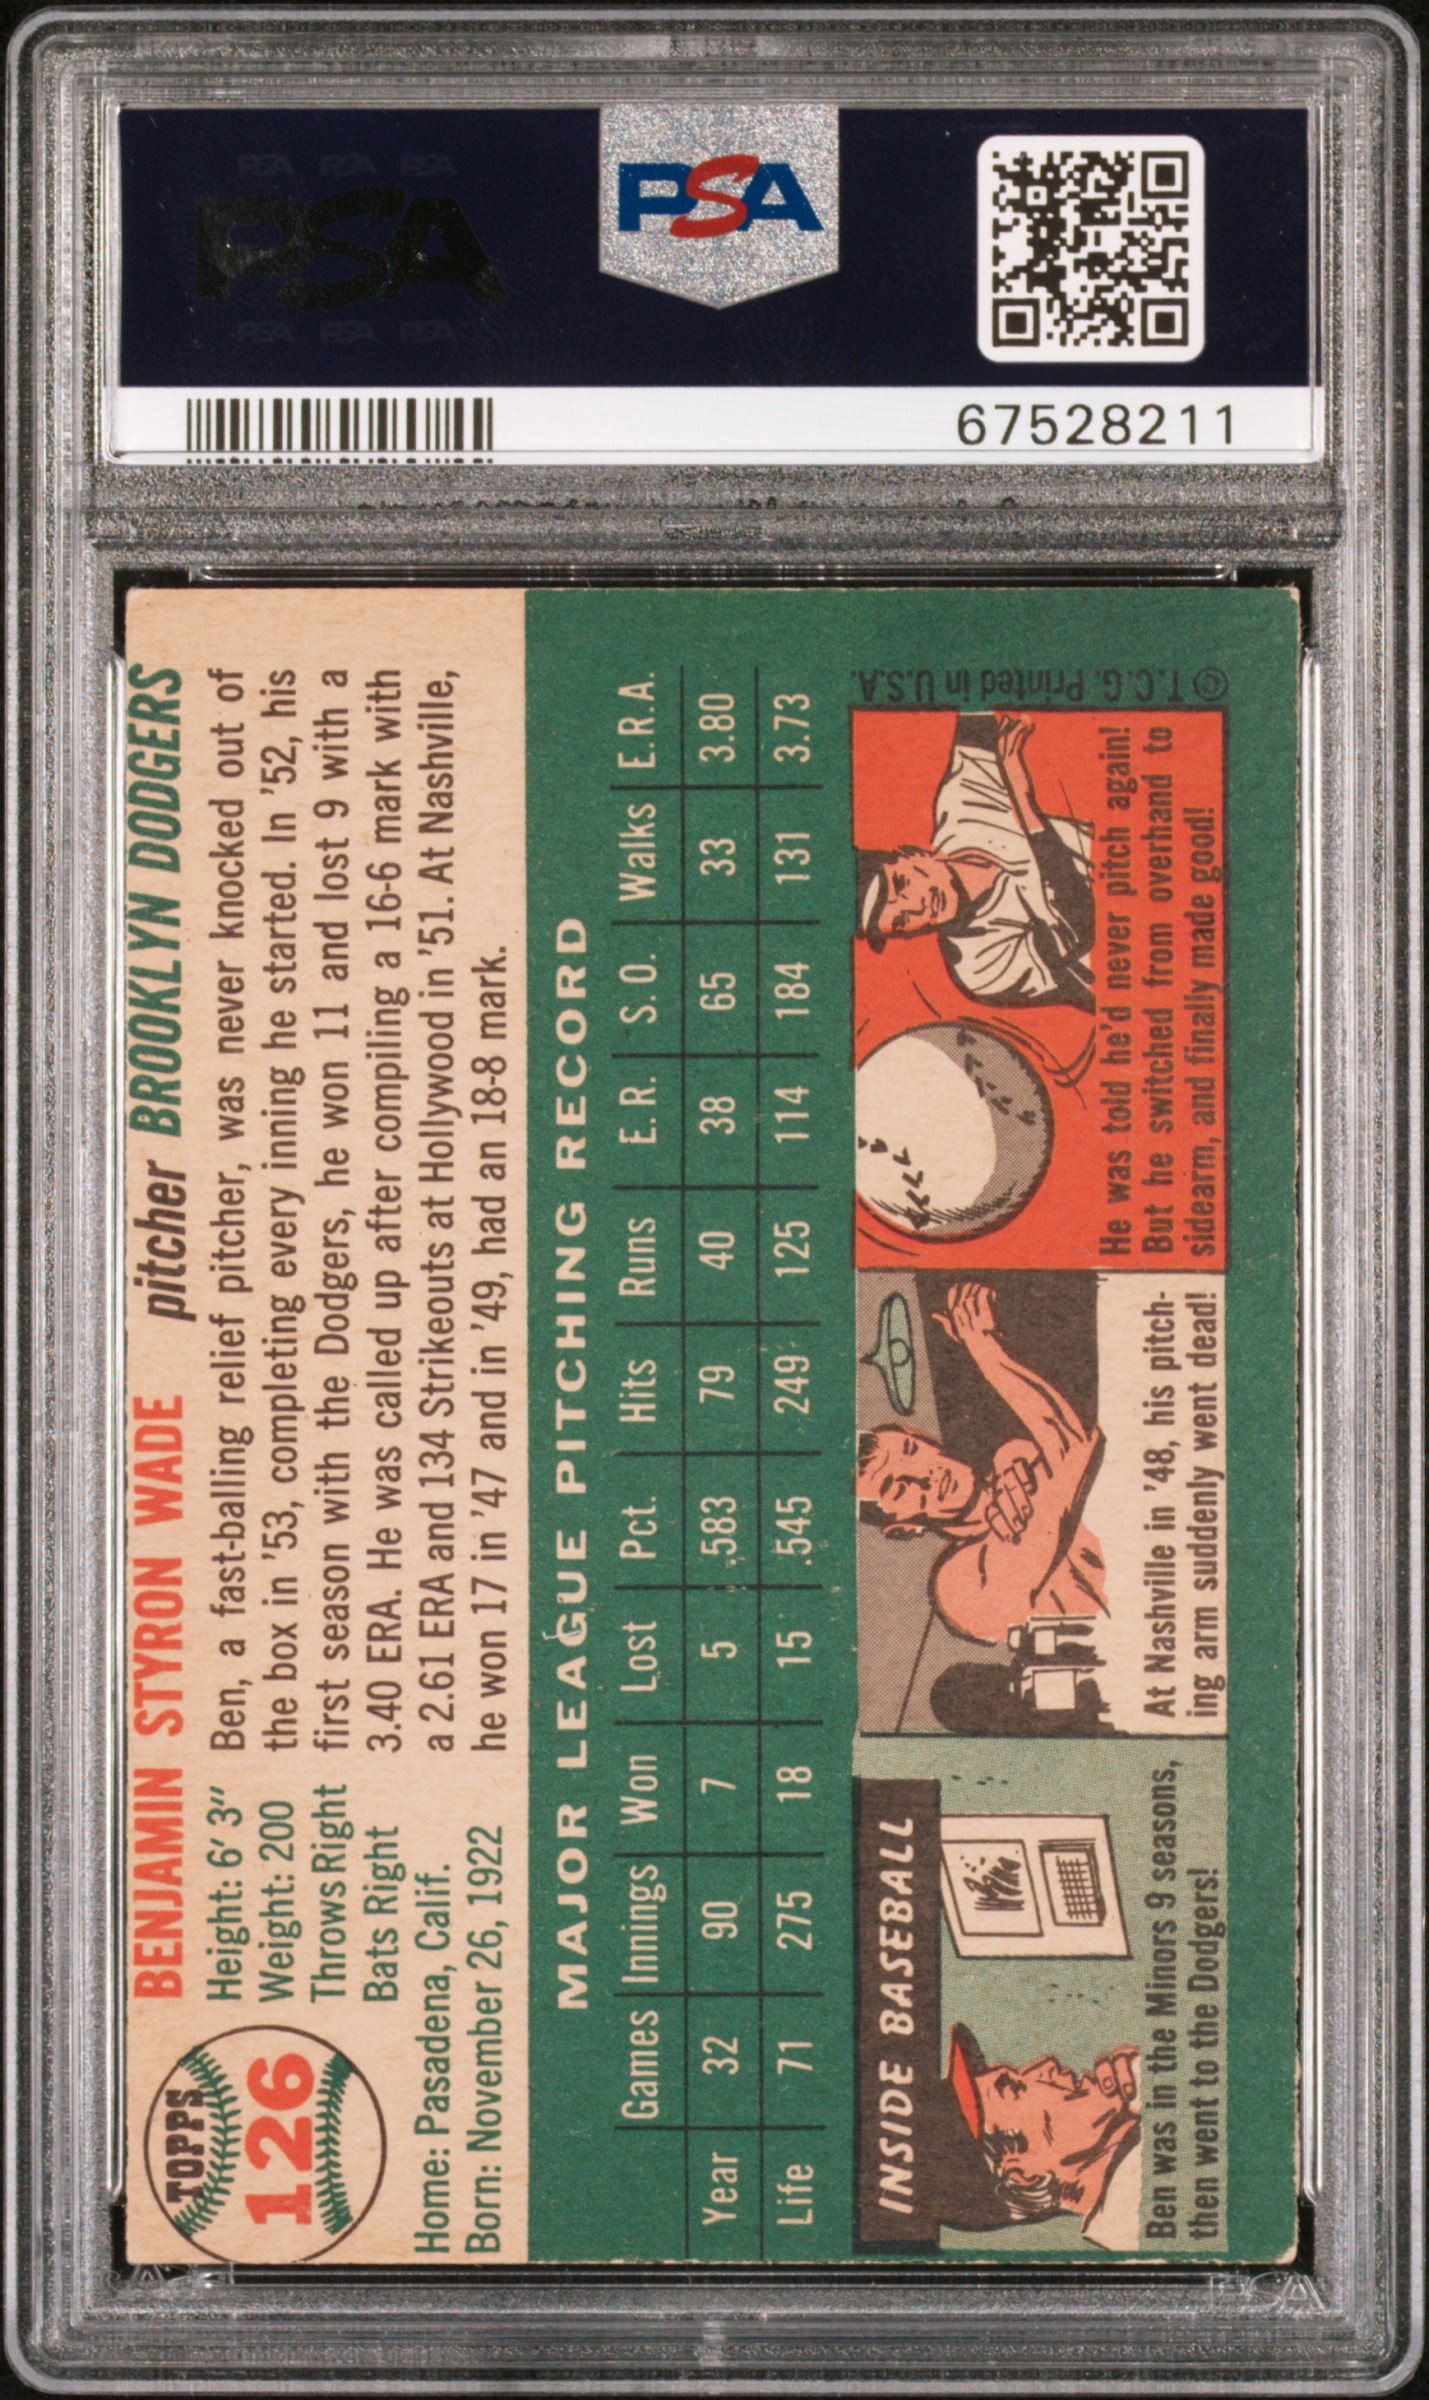 PSA PSA PSA
PSA
PSA PSA PSA
PSA
67528211
TOPPS
126
BENJAMIN STYRON WADE pitcher BROOKLYN DODGERS
Height: 6' 3"
Weight: 200
Throws Right
Bats Right
Home: Pasadena, Calif.
Born: November 26, 1922
Ben, a fast-balling relief pitcher, was never knocked out of
the box in '53, completing every inning he started. In '52, his
first season with the Dodgers, he won 11 and lost 9 with a
3.40 ERA. He was called up after compiling a 16-6 mark with
a 2.61 ERA and 134 Strikeouts at Hollywood in '51. At Nashville,
he won 17 in '47 and in '49, had an 18-8 mark.
MAJOR LEAGUE PITCHING RECORD
Games Innings Won Lost Pct. Hits Runs E.R. S.O. Walks E.R.A.
Year 32 90 7 5 .583 79 40 38 65 33 3.80
Life 71 275 18 15 .545 249 125 114 184 131 3.73
INSIDE BASEBALL
Ben was in the Minors 9 seasons,
then went to the Dodgers!
At Nashville in '48, his pitch-
ing arm suddenly went dead!
He was told he'd never pitch again!
But he switched from overhand to
sidearm, and finally made good!
© T.C.G. Printed in U.S.A.
PSA